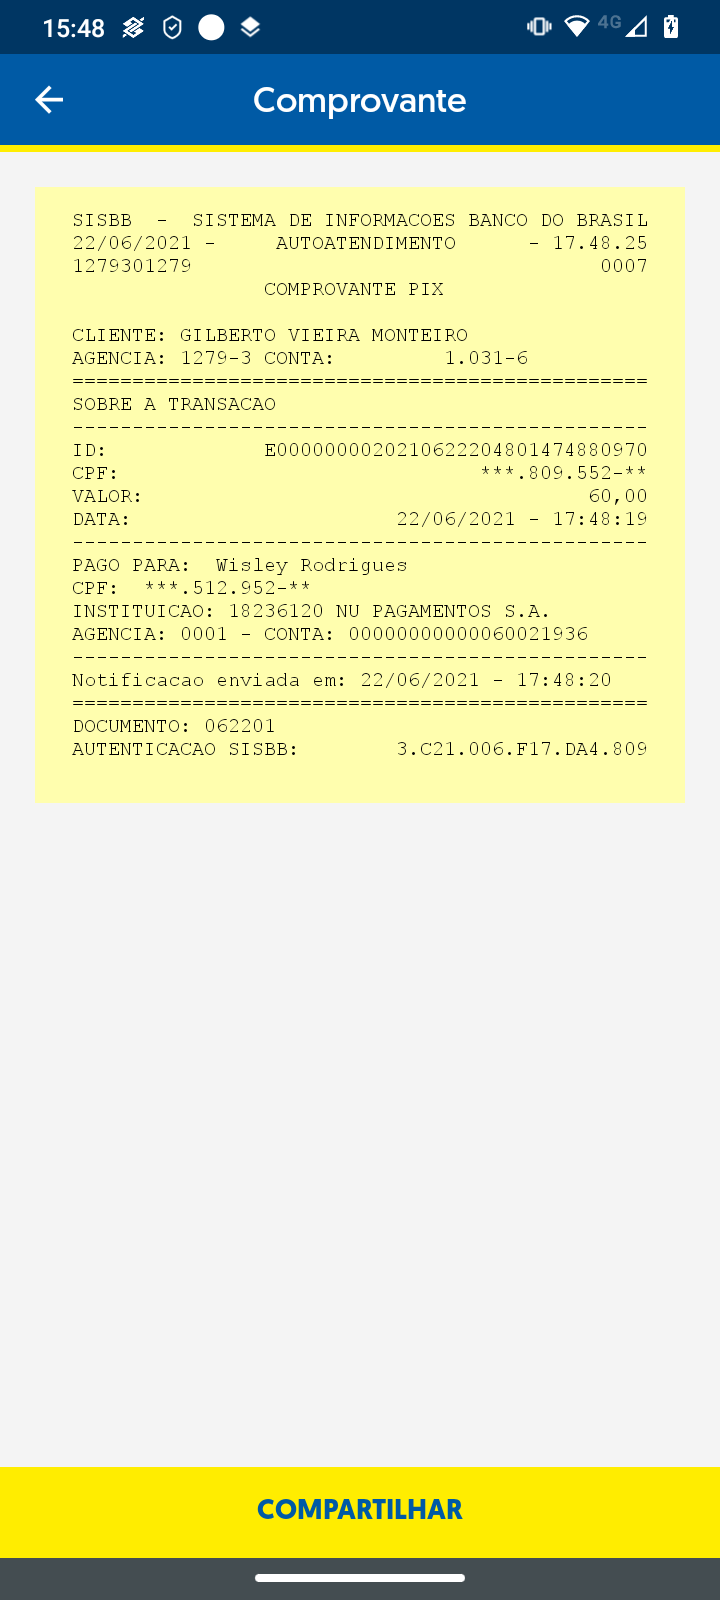 15:48
4G
Comprovante
SISBB - SISTEMA DE INFORMACOES BANCO DO BRASIL
22/06/2021 - AUTOATENDIMENTO - 17.48.25
1279301279 0007
COMPROVANTE PIX
CLIENTE: GILBERTO VIEIRA MONTEIRO
AGENCIA: 1279-3 CONTA: 1.031-6
================================================
SOBRE A TRANSACAO
------------------------------------------------
ID: E0000000020210622204801474880970
CPF: ***.809.552-**
VALOR: 60,00
DATA: 22/06/2021 - 17:48:19
------------------------------------------------
PAGO PARA: Wisley Rodrigues
CPF: ***.512.952-**
INSTITUICAO: 18236120 NU PAGAMENTOS S.A.
AGENCIA: 0001 - CONTA: 00000000000060021936
------------------------------------------------
Notificacao enviada em: 22/06/2021 - 17:48:20
================================================
DOCUMENTO: 062201
AUTENTICACAO SISBB: 3.C21.006.F17.DA4.809
COMPARTILHAR